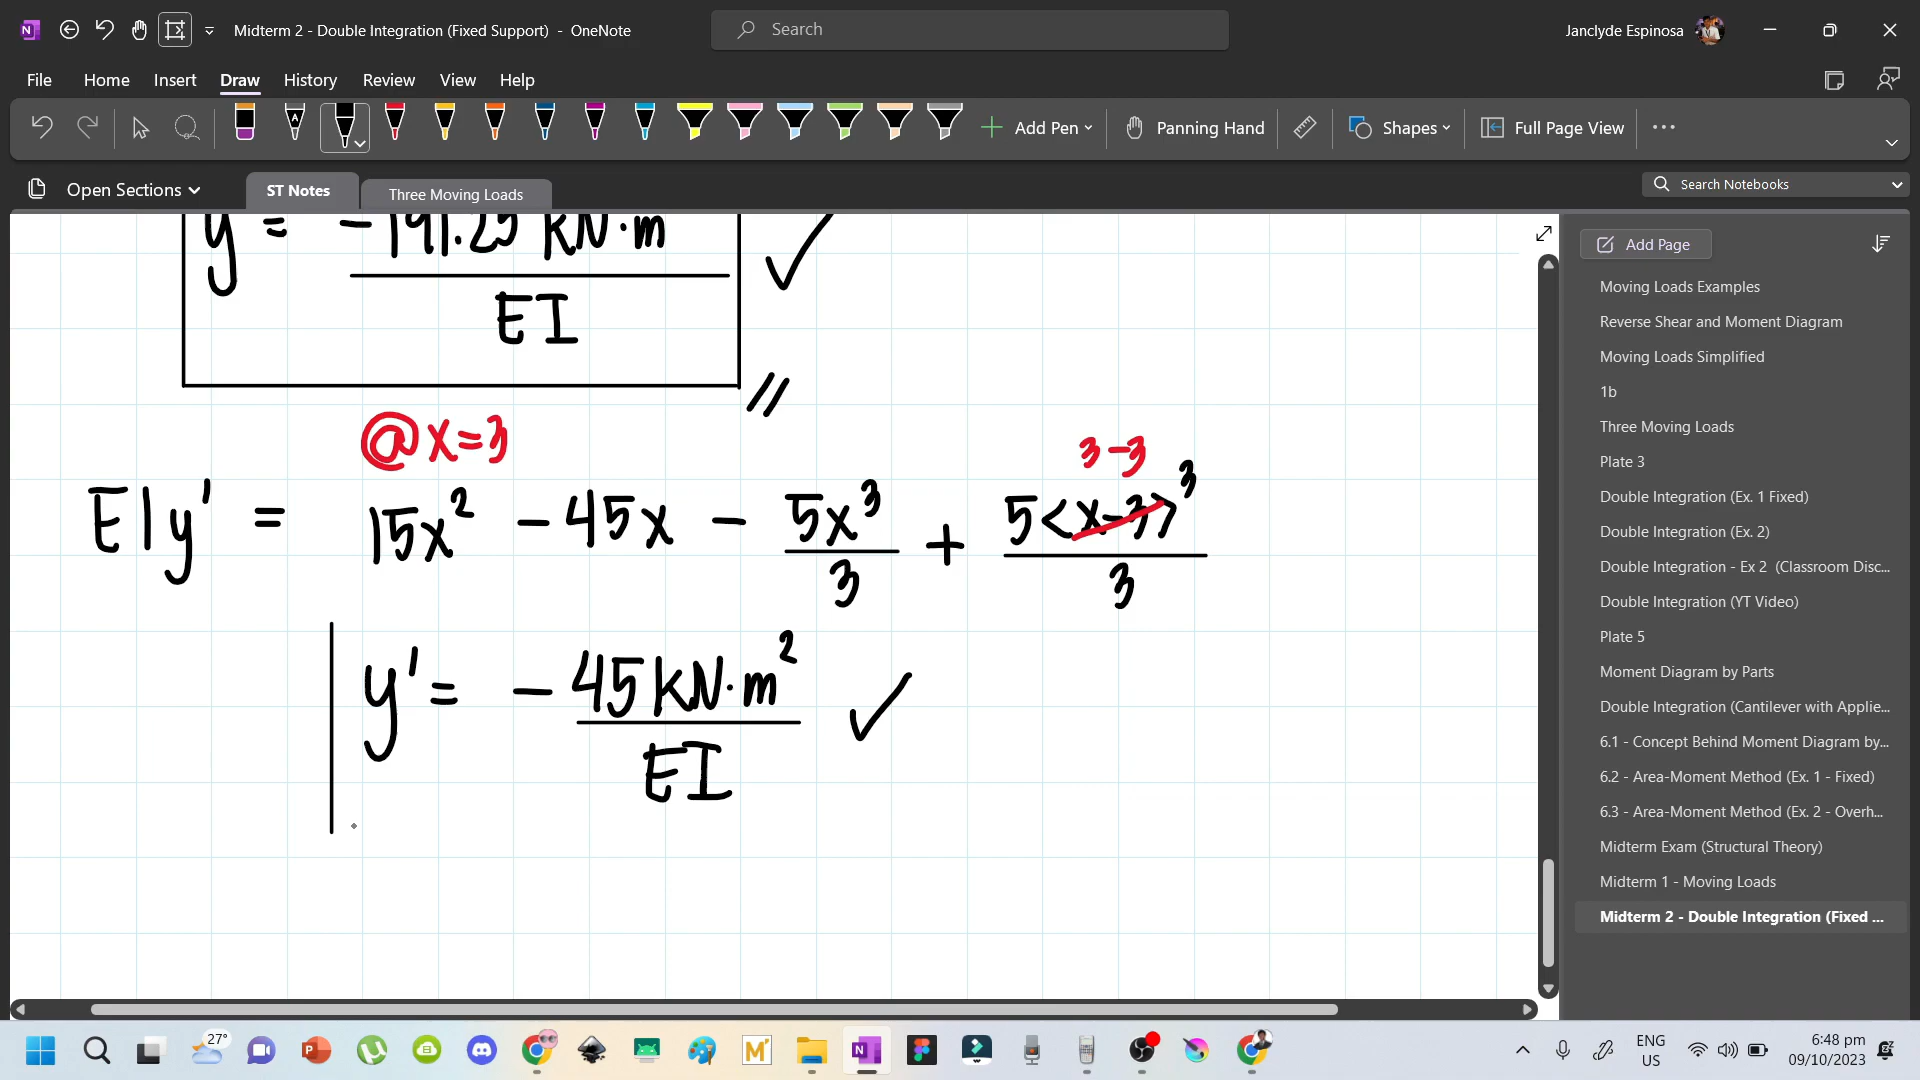 Midterm 2 - Double Integration (Fixed Support) - OneNote
Search
Janclyde Espinosa
File Home Insert Draw History Review View Help
Add Pen
Panning Hand
Shapes
Full Page View
Open Sections
ST Notes
Three Moving Loads
Search Notebooks
y = -191.25 kN·m
EI
@x=3
3-3
EIy' = 15x² - 45x - 5x³/3 + 5<x-3>³/3
y' = - 45 kN·m²
EI
Add Page
Moving Loads Examples
Reverse Shear and Moment Diagram
Moving Loads Simplified
1b
Three Moving Loads
Plate 3
Double Integration (Ex. 1 Fixed)
Double Integration (Ex. 2)
Double Integration - Ex 2 (Classroom Disc...
Double Integration (YT Video)
Plate 5
Moment Diagram by Parts
Double Integration (Cantilever with Applie...
6.1 - Concept Behind Moment Diagram by...
6.2 - Area-Moment Method (Ex. 1 - Fixed)
6.3 - Area-Moment Method (Ex. 2 - Overh...
Midterm Exam (Structural Theory)
Midterm 1 - Moving Loads
Midterm 2 - Double Integration (Fixed ...
27°
ENG
US
6:48 pm
09/10/2023